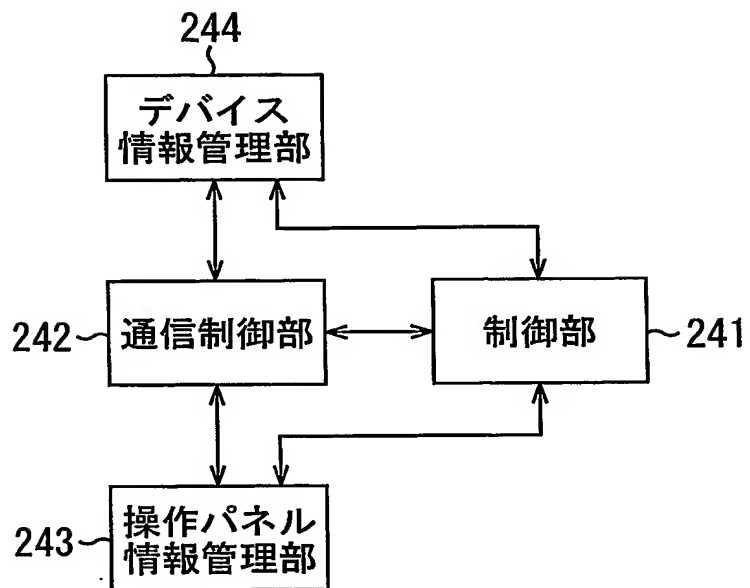 244
デバイス
情報管理部
242
通信制御部
制御部
241
243
操作パネル
情報管理部